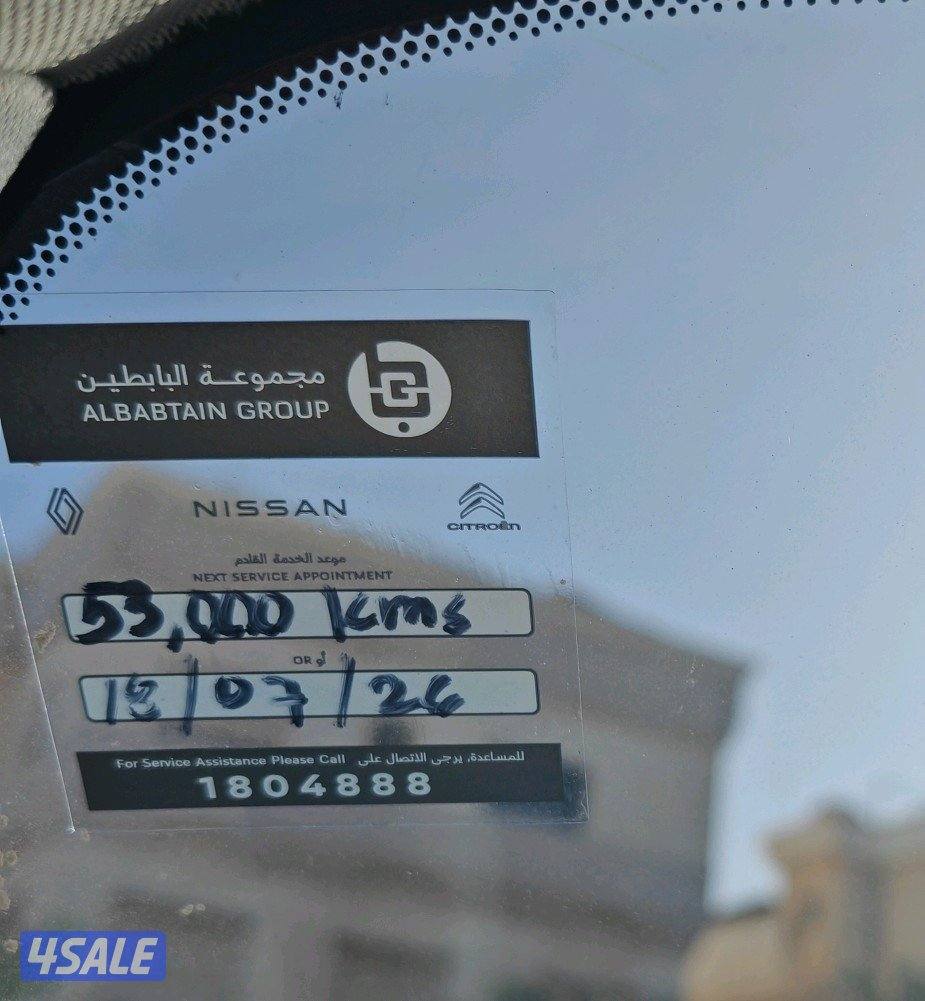 مجموعة البابطين
ALBABTAIN GROUP
NISSAN
CITROËN
موعد الخدمة القادم
NEXT SERVICE APPOINTMENT
53,000 kms
OR أو
18/07/26
For Service Assistance Please Call للمساعدة، يرجى الاتصال على
1804888
4SALE